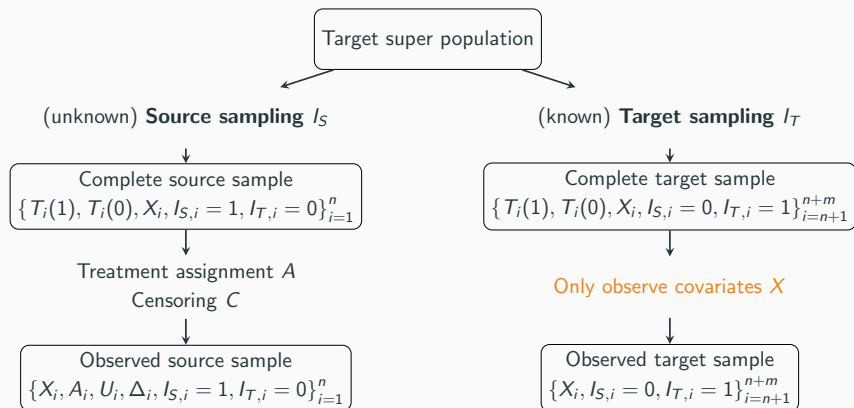 Target super population
(unknown) Source sampling I_S
(known) Target sampling I_T
Complete source sample
{T_i(1), T_i(0), X_i, I_{S,i} = 1, I_{T,i} = 0}_{i=1}^{n}
Complete target sample
{T_i(1), T_i(0), X_i, I_{S,i} = 0, I_{T,i} = 1}_{i=n+1}^{n+m}
Treatment assignment A
Censoring C
Only observe covariates X
Observed source sample
{X_i, A_i, U_i, Δ_i, I_{S,i} = 1, I_{T,i} = 0}_{i=1}^{n}
Observed target sample
{X_i, I_{S,i} = 0, I_{T,i} = 1}_{i=n+1}^{n+m}